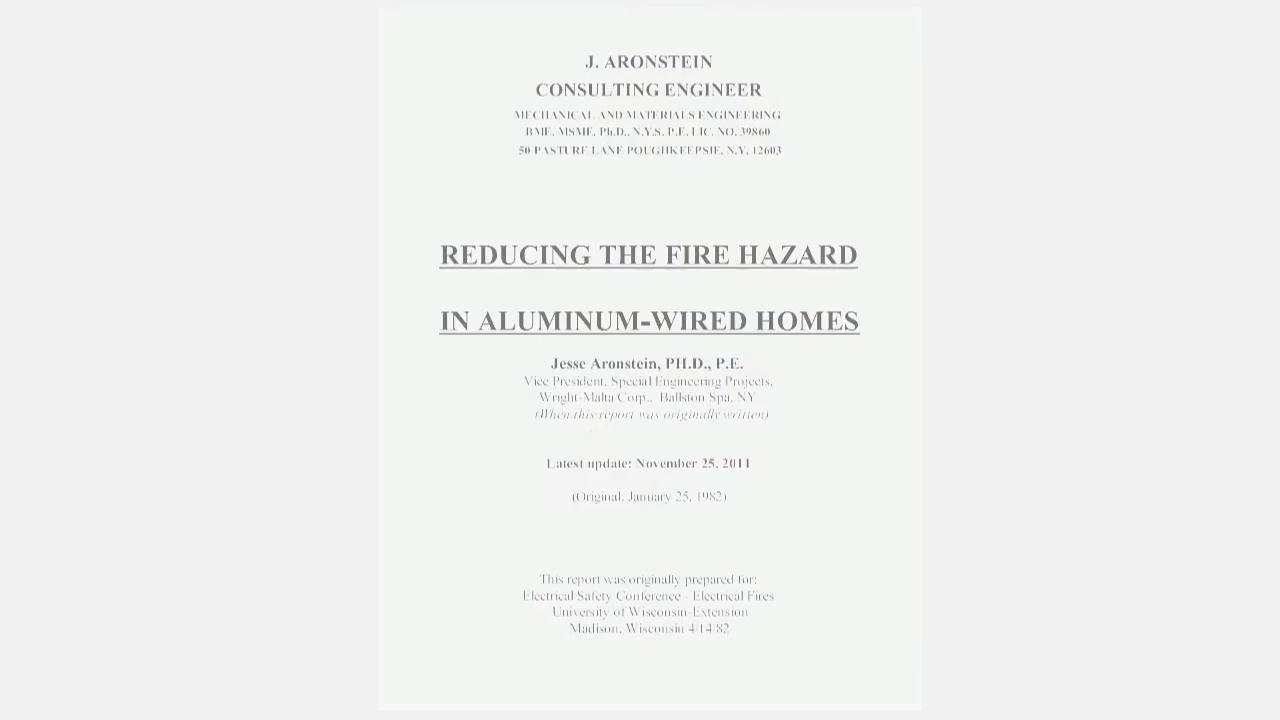 J. ARONSTEIN
CONSULTING ENGINEER
MECHANICAL AND MATERIALS ENGINEERING
BME, MSME, Ph.D., N.Y.S. P.E. LIC. NO. 39860
50 PASTURE LANE POUGHKEEPSIE, N.Y. 12603
REDUCING THE FIRE HAZARD
IN ALUMINUM-WIRED HOMES
Jesse Aronstein, PH.D., P.E.
Vice President, Special Engineering Projects,
Wright-Malta Corp., Ballston Spa, NY
(When this report was originally written)
Latest update: November 25, 2011
(Original: January 25, 1982)
This report was originally prepared for:
Electrical Safety Conference - Electrical Fires
University of Wisconsin-Extension
Madison, Wisconsin 4/14/82